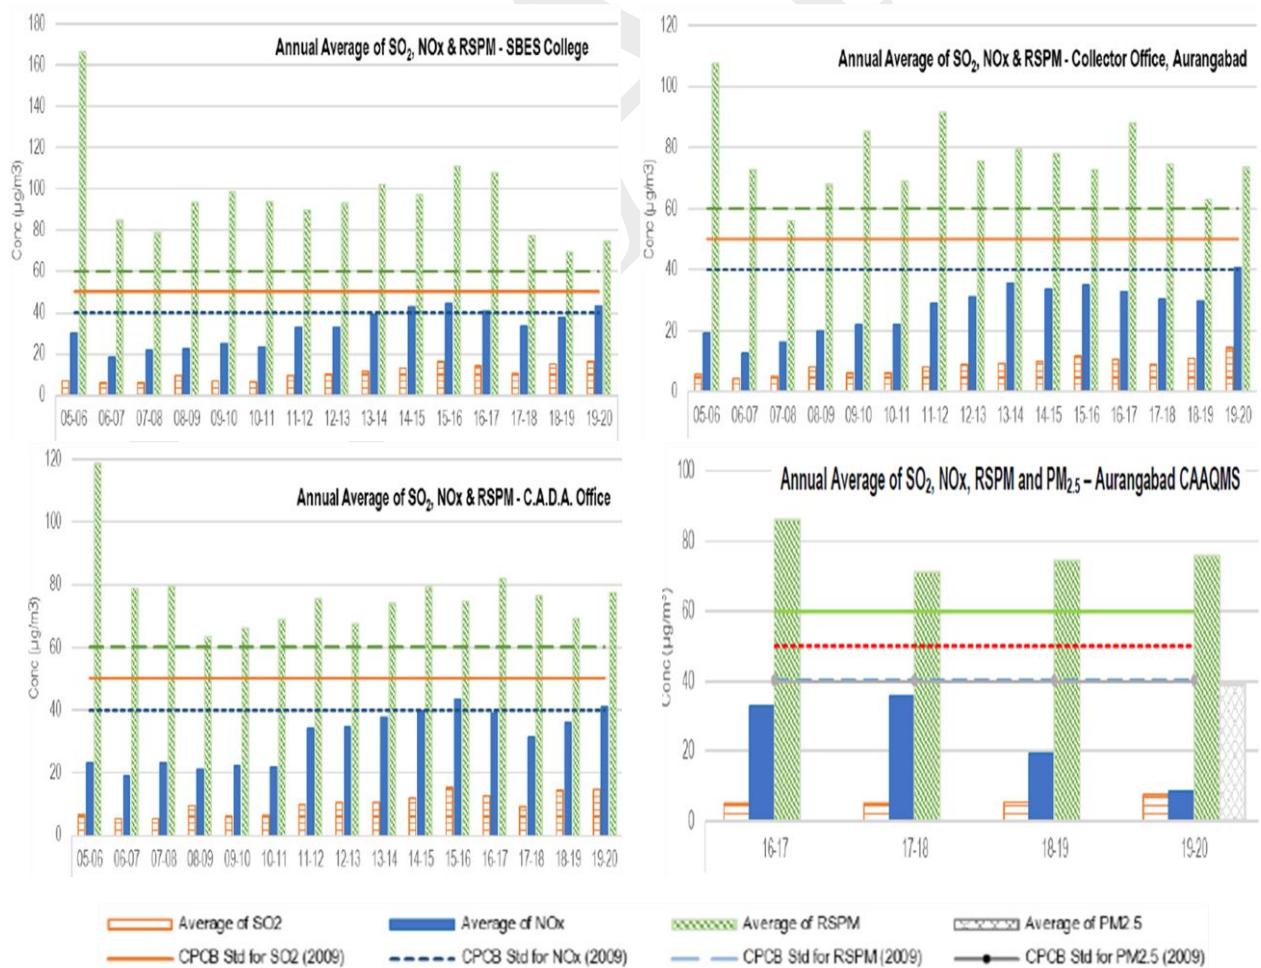 Annual Average of SO₂, NOx & RSPM - SBES College
Conc (µg/m3)
180
160
140
120
100
80
60
40
20
0
05-06 06-07 07-08 08-09 09-10 10-11 11-12 12-13 13-14 14-15 15-16 16-17 17-18 18-19 19-20
Annual Average of SO₂, NOx & RSPM - Collector Office, Aurangabad
Conc (µg/m3)
120
100
80
60
40
20
0
05-06 06-07 07-08 08-09 09-10 10-11 11-12 12-13 13-14 14-15 15-16 16-17 17-18 18-19 19-20
Annual Average of SO₂, NOx & RSPM - C.A.D.A. Office
Conc (µg/m3)
120
100
80
60
40
20
0
05-06 06-07 07-08 08-09 09-10 10-11 11-12 12-13 13-14 14-15 15-16 16-17 17-18 18-19 19-20
Annual Average of SO₂, NOx, RSPM and PM₂.₅ – Aurangabad CAAQMS
Conc (µg/m³)
100
80
60
40
20
0
16-17 17-18 18-19 19-20
Average of SO2 Average of NOx Average of RSPM Average of PM2.5
CPCB Std for SO2 (2009) CPCB Std for NOx (2009) CPCB Std for RSPM (2009) CPCB Std for PM2.5 (2009)